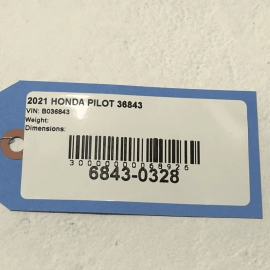 2021 HONDA PILOT 36843
VIN: B036843
Weight:
Dimensions:
3000000068926
6843-0328